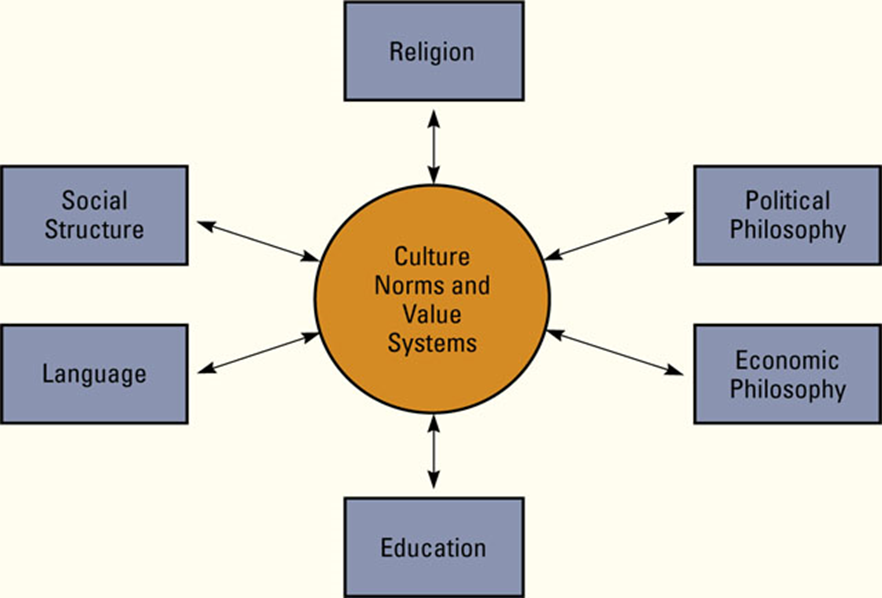 Religion
Social
Structure
Political
Philosophy
Culture
Norms and
Value
Systems
Language
Economic
Philosophy
Education